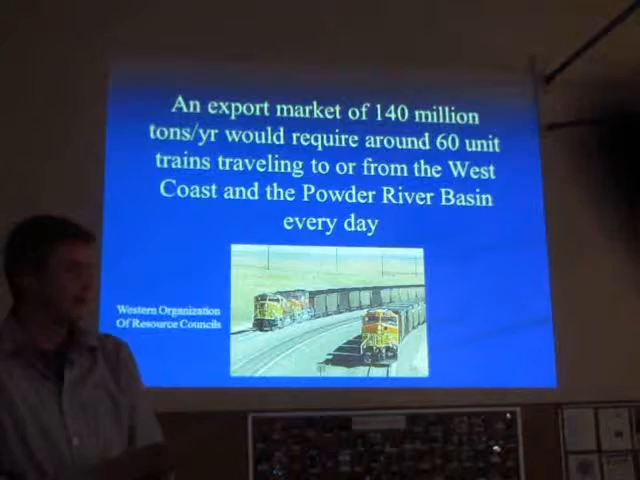 An export market of 140 million
tons/yr would require around 60 unit
trains traveling to or from the West
Coast and the Powder River Basin
every day
Western Organization
Of Resource Councils